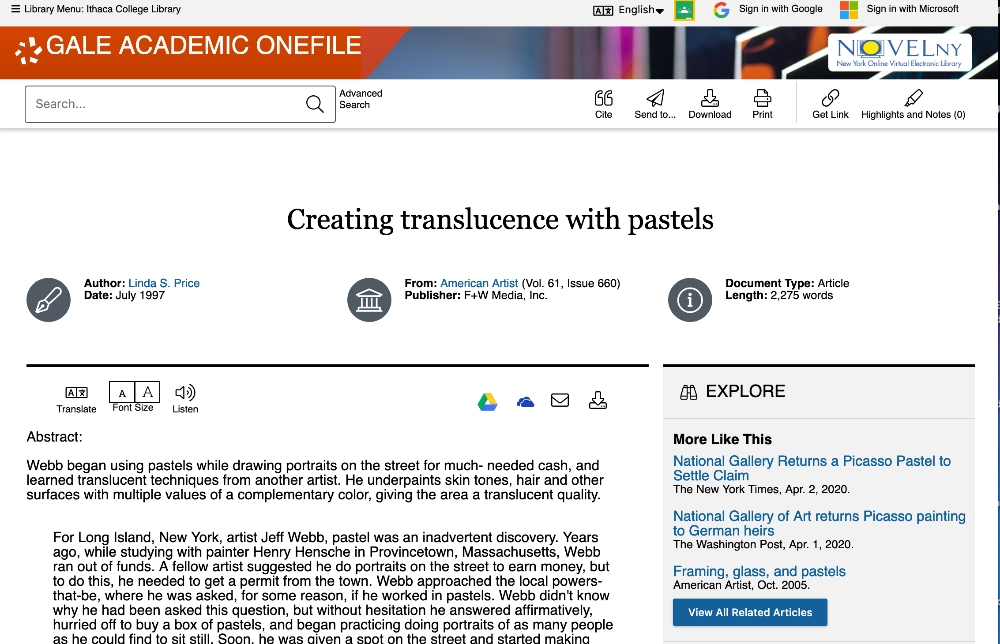 Library Menu: Ithaca College Library
English
Sign in with Google
Sign in with Microsoft
GALE ACADEMIC ONEFILE
NOVELNY
New York Online Virtual Electronic Library
Search...
Advanced
Search
Cite
Send to...
Download
Print
Get Link
Highlights and Notes (0)
Creating translucence with pastels
Author: Linda S. Price
Date: July 1997
From: American Artist (Vol. 61, Issue 660)
Publisher: F+W Media, Inc.
Document Type: Article
Length: 2,275 words
Translate
A A
Font Size
Listen
Abstract:
Webb began using pastels while drawing portraits on the street for much- needed cash, and
learned translucent techniques from another artist. He underpaints skin tones, hair and other
surfaces with multiple values of a complementary color, giving the area a translucent quality.
For Long Island, New York, artist Jeff Webb, pastel was an inadvertent discovery. Years
ago, while studying with painter Henry Hensche in Provincetown, Massachusetts, Webb
ran out of funds. A fellow artist suggested he do portraits on the street to earn money, but
to do this, he needed to get a permit from the town. Webb approached the local powers-
that-be, where he was asked, for some reason, if he worked in pastels. Webb didn't know
why he had been asked this question, but without hesitation he answered affirmatively,
hurried off to buy a box of pastels, and began practicing doing portraits of as many people
as he could find to sit still. Soon, he was given a spot on the street and started making
EXPLORE
More Like This
National Gallery Returns a Picasso Pastel to
Settle Claim
The New York Times, Apr. 2, 2020.
National Gallery of Art returns Picasso painting
to German heirs
The Washington Post, Apr. 1, 2020.
Framing, glass, and pastels
American Artist, Oct. 2005.
View All Related Articles